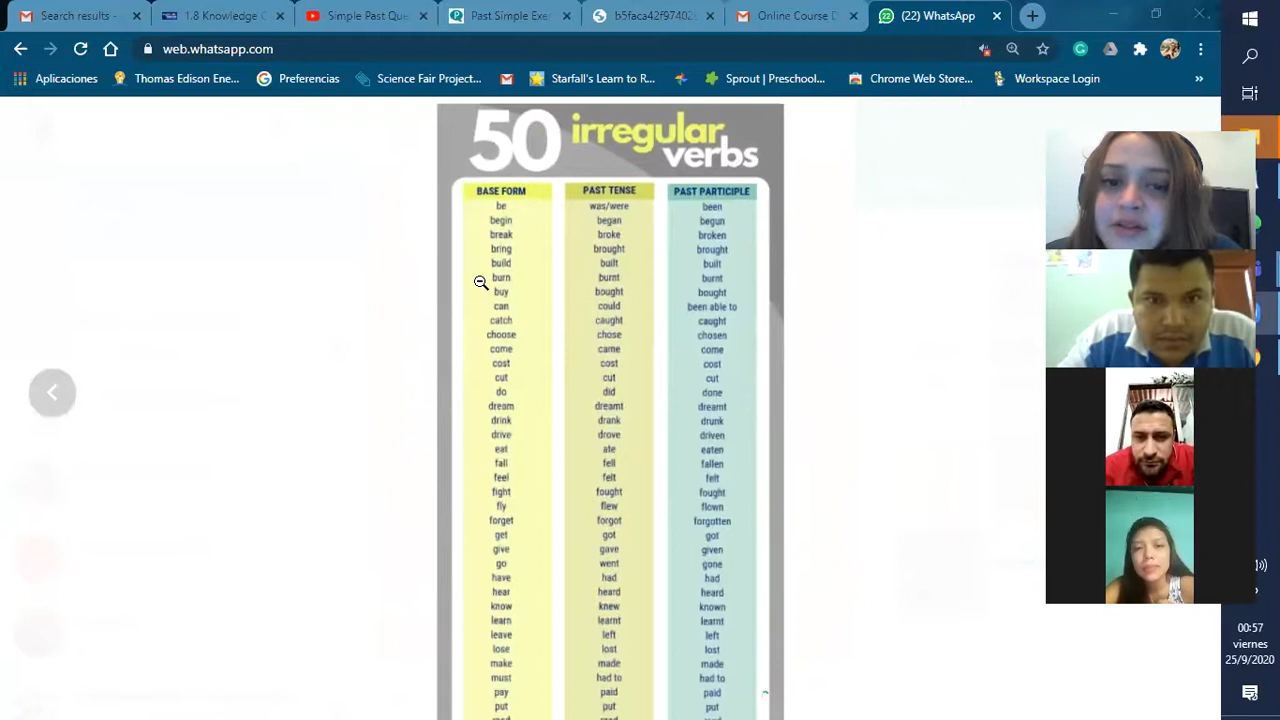 Search results -
1.8 Knowledge C
Simple Past Que
Past Simple Exe
b5faca42f97402
Online Course D
(22) WhatsApp
web.whatsapp.com
Aplicaciones
Thomas Edison Ene...
Preferencias
Science Fair Project...
Starfall's Learn to R...
Sprout | Preschool...
Chrome Web Store...
Workspace Login
»
50 irregular
verbs
BASE FORM PAST TENSE PAST PARTICIPLE
be was/were been
begin began begun
break broke broken
bring brought brought
build built built
burn burnt burnt
buy bought bought
can could been able to
catch caught caught
choose chose chosen
come came come
cost cost cost
cut cut cut
do did done
dream dreamt dreamt
drink drank drunk
drive drove driven
eat ate eaten
fall fell fallen
feel felt felt
fight fought fought
fly flew flown
forget forgot forgotten
get got got
give gave given
go went gone
have had had
hear heard heard
know knew known
learn learnt learnt
leave left left
lose lost lost
make made made
must had to had to
pay paid paid
put put put
00:57
viernes
25/9/2020